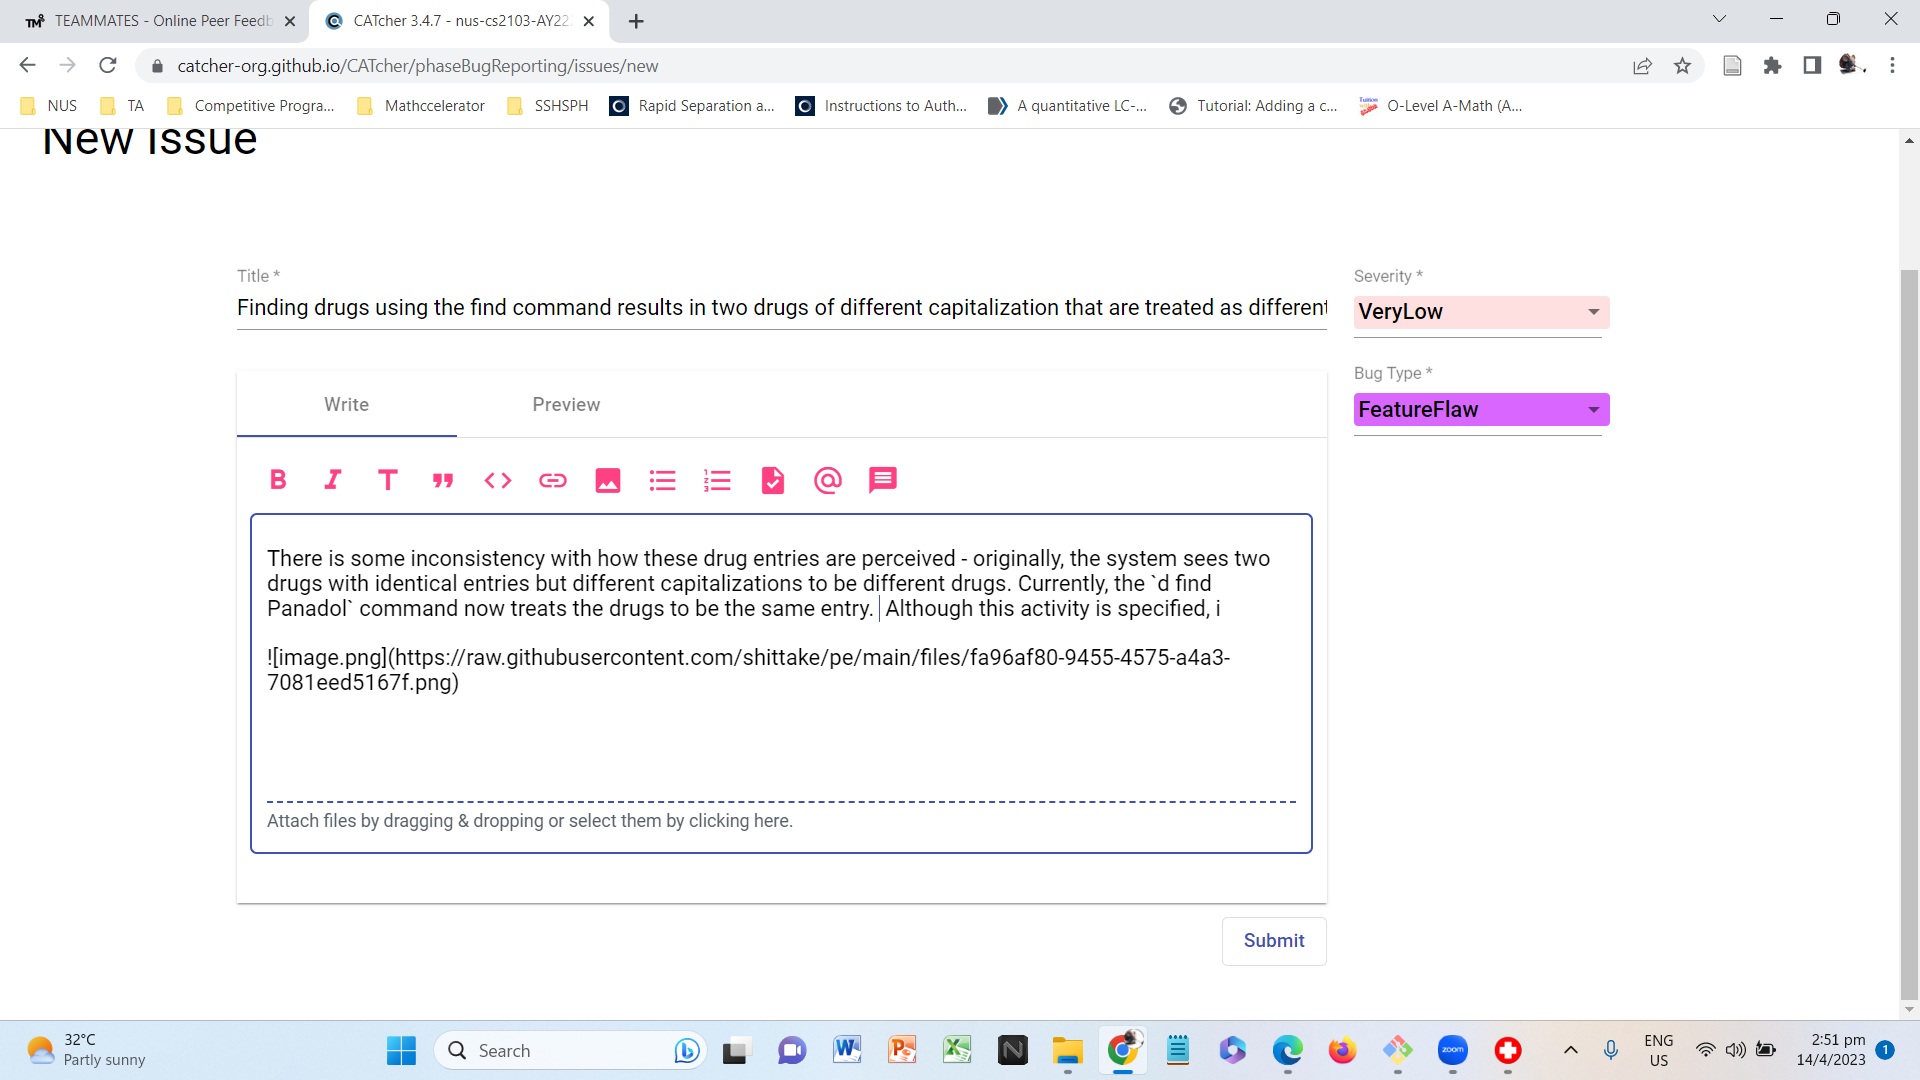 TEAMMATES - Online Peer Feedb
CATcher 3.4.7 - nus-cs2103-AY22
catcher-org.github.io/CATcher/phaseBugReporting/issues/new
NUS
TA
Competitive Progra...
Mathccelerator
SSHSPH
Rapid Separation a...
Instructions to Auth...
A quantitative LC-...
Tutorial: Adding a c...
O-Level A-Math (A...
New Issue
Title *
Finding drugs using the find command results in two drugs of different capitalization that are treated as different
Severity *
VeryLow
Bug Type *
FeatureFlaw
Write
Preview
There is some inconsistency with how these drug entries are perceived - originally, the system sees two
drugs with identical entries but different capitalizations to be different drugs. Currently, the `d find
Panadol` command now treats the drugs to be the same entry. Although this activity is specified, i
![image.png](https://raw.githubusercontent.com/shittake/pe/main/files/fa96af80-9455-4575-a4a3-
7081eed5167f.png)
Attach files by dragging & dropping or select them by clicking here.
Submit
32°C
Partly sunny
Search
zoom
ENG
US
2:51 pm
14/4/2023
1